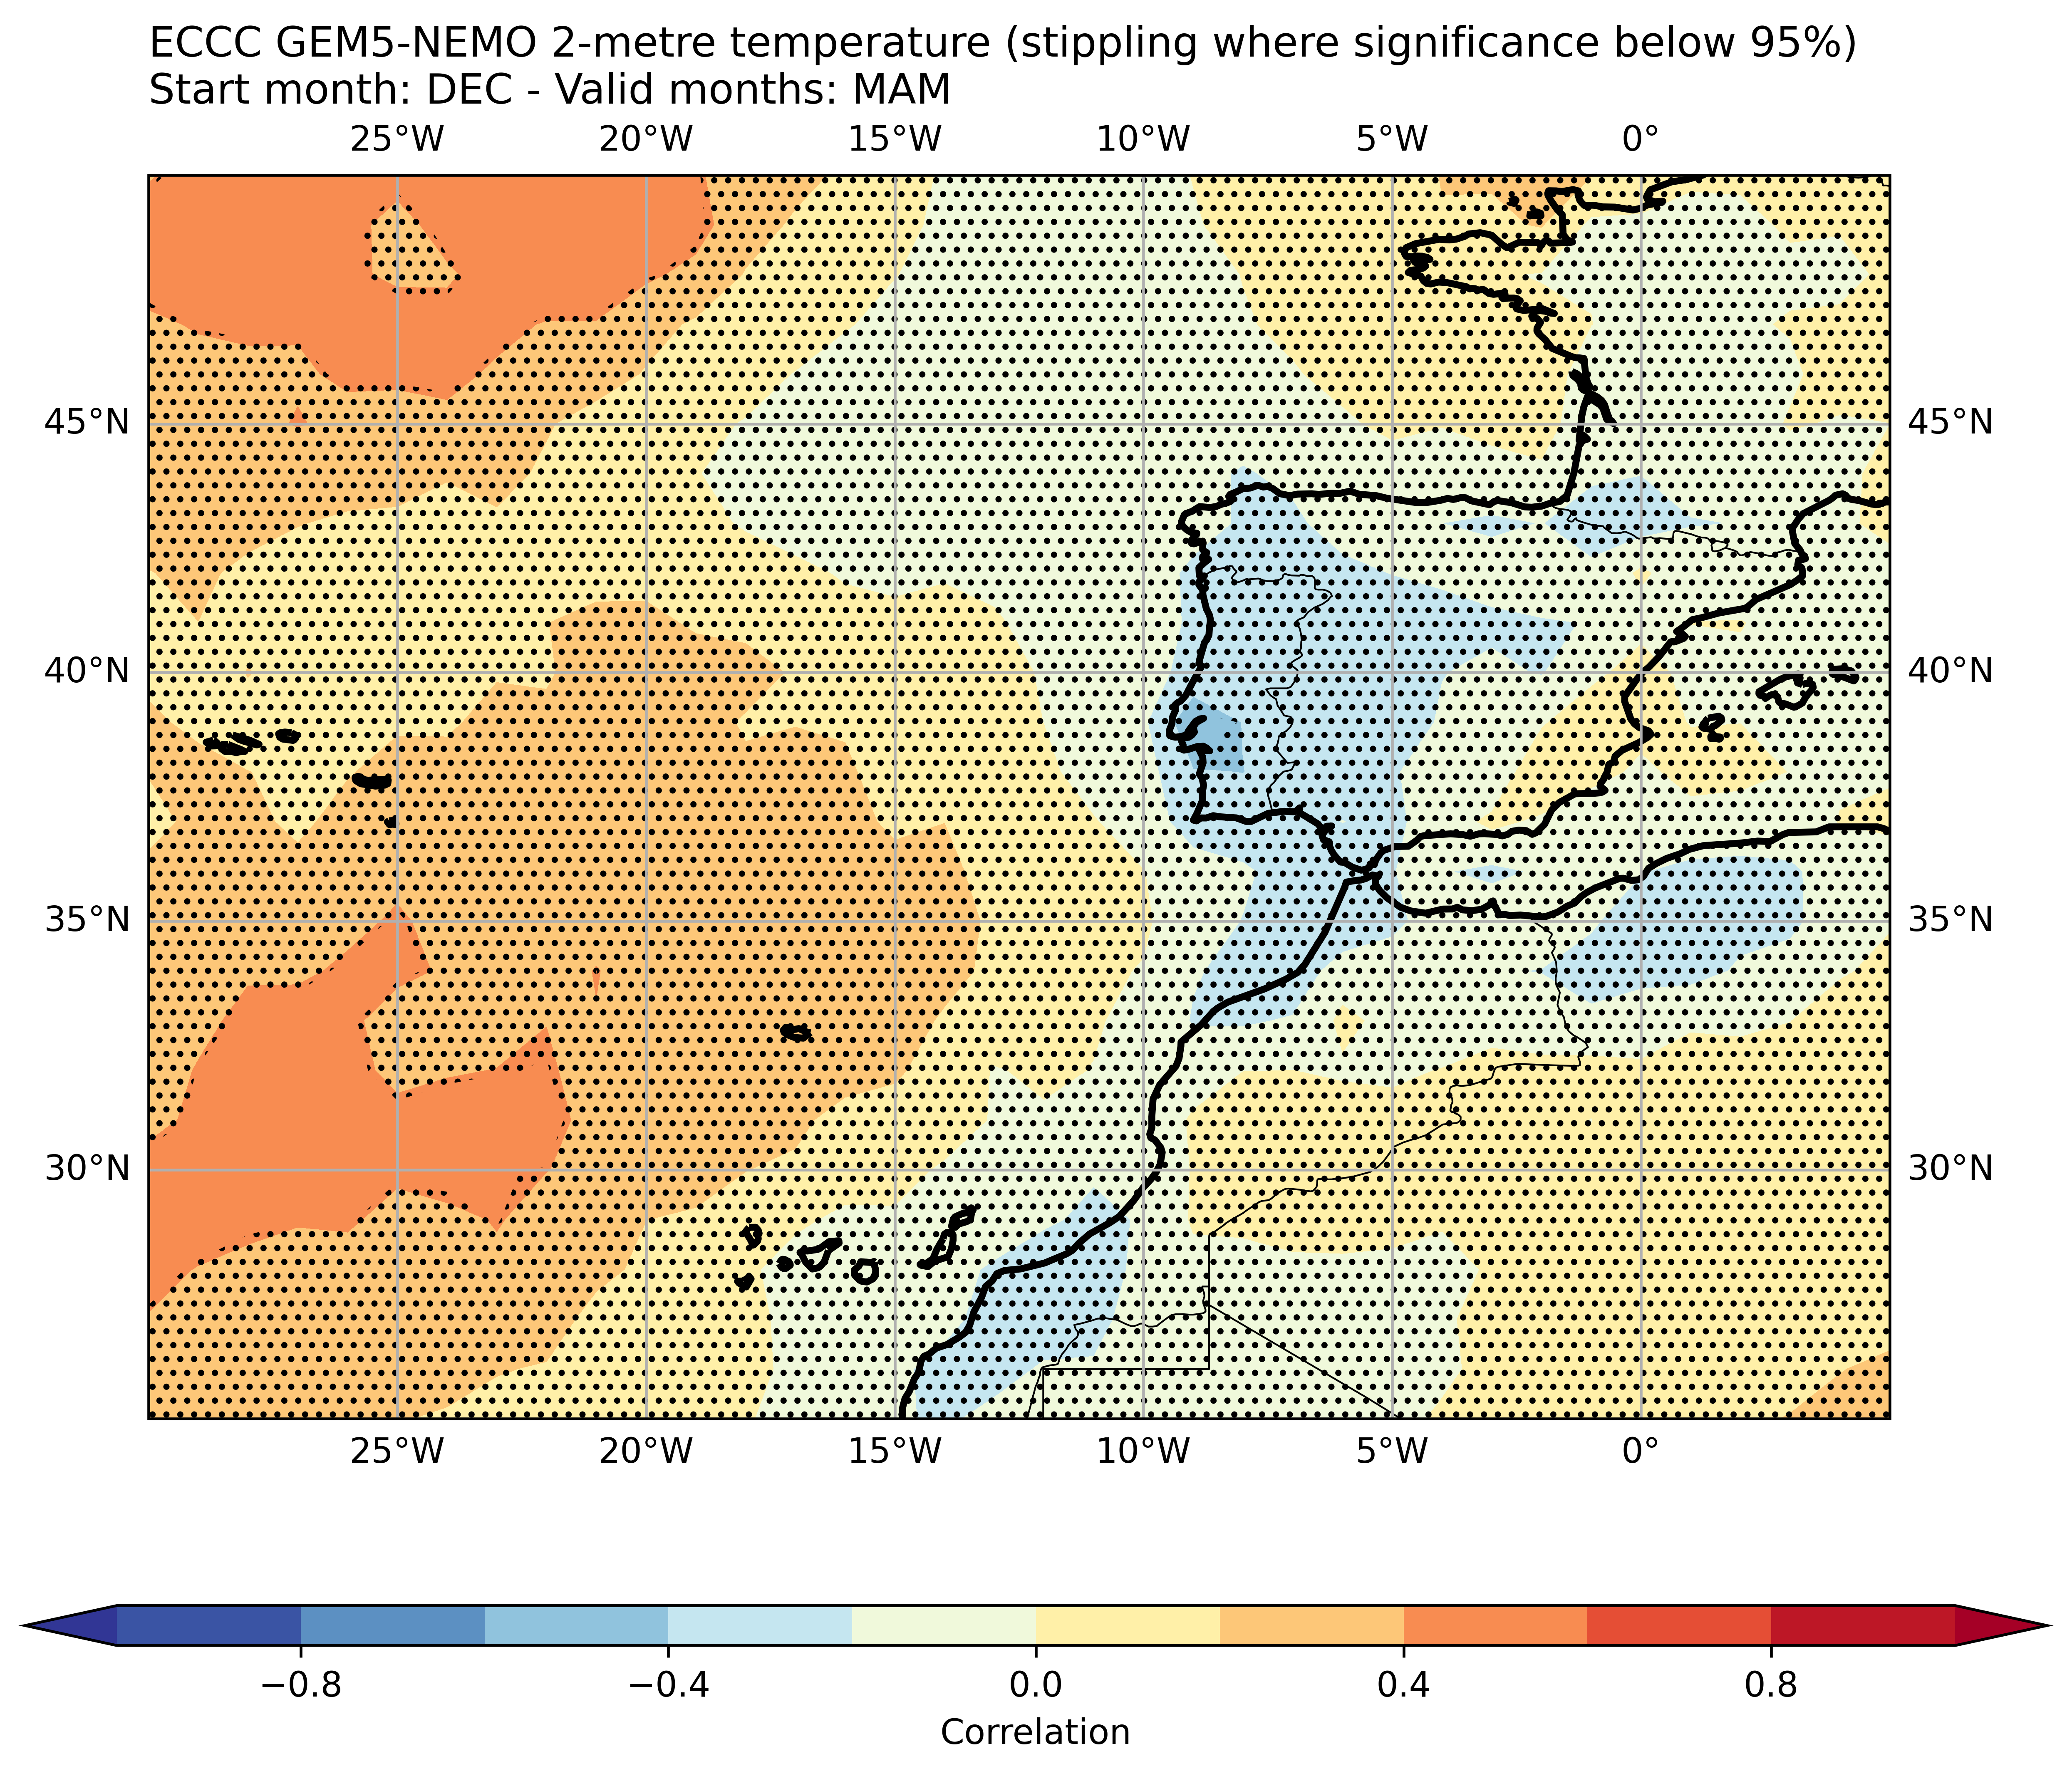 ECCC GEM5-NEMO 2-metre temperature (stippling where significance below 95%)
Start month: DEC - Valid months: MAM
25°W 20°W 15°W 10°W 5°W 0°
45°N 45°N
40°N 40°N
35°N 35°N
30°N 30°N
25°W 20°W 15°W 10°W 5°W 0°
−0.8 −0.4 0.0 0.4 0.8
Correlation